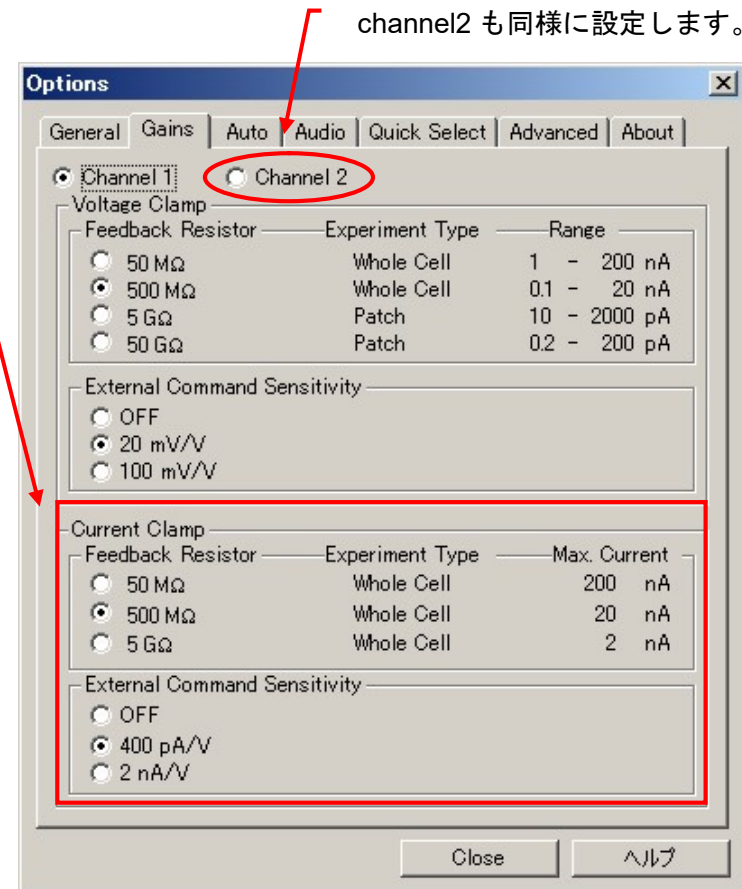 channel2 も同様に設定します。
Options
General Gains Auto Audio Quick Select Advanced About
Channel 1 Channel 2
Voltage Clamp
Feedback Resistor Experiment Type Range
50 MΩ Whole Cell 1 - 200 nA
500 MΩ Whole Cell 0.1 - 20 nA
5 GΩ Patch 10 - 2000 pA
50 GΩ Patch 0.2 - 200 pA
External Command Sensitivity
OFF
20 mV/V
100 mV/V
Current Clamp
Feedback Resistor Experiment Type Max. Current
50 MΩ Whole Cell 200 nA
500 MΩ Whole Cell 20 nA
5 GΩ Whole Cell 2 nA
External Command Sensitivity
OFF
400 pA/V
2 nA/V
Close ヘルプ